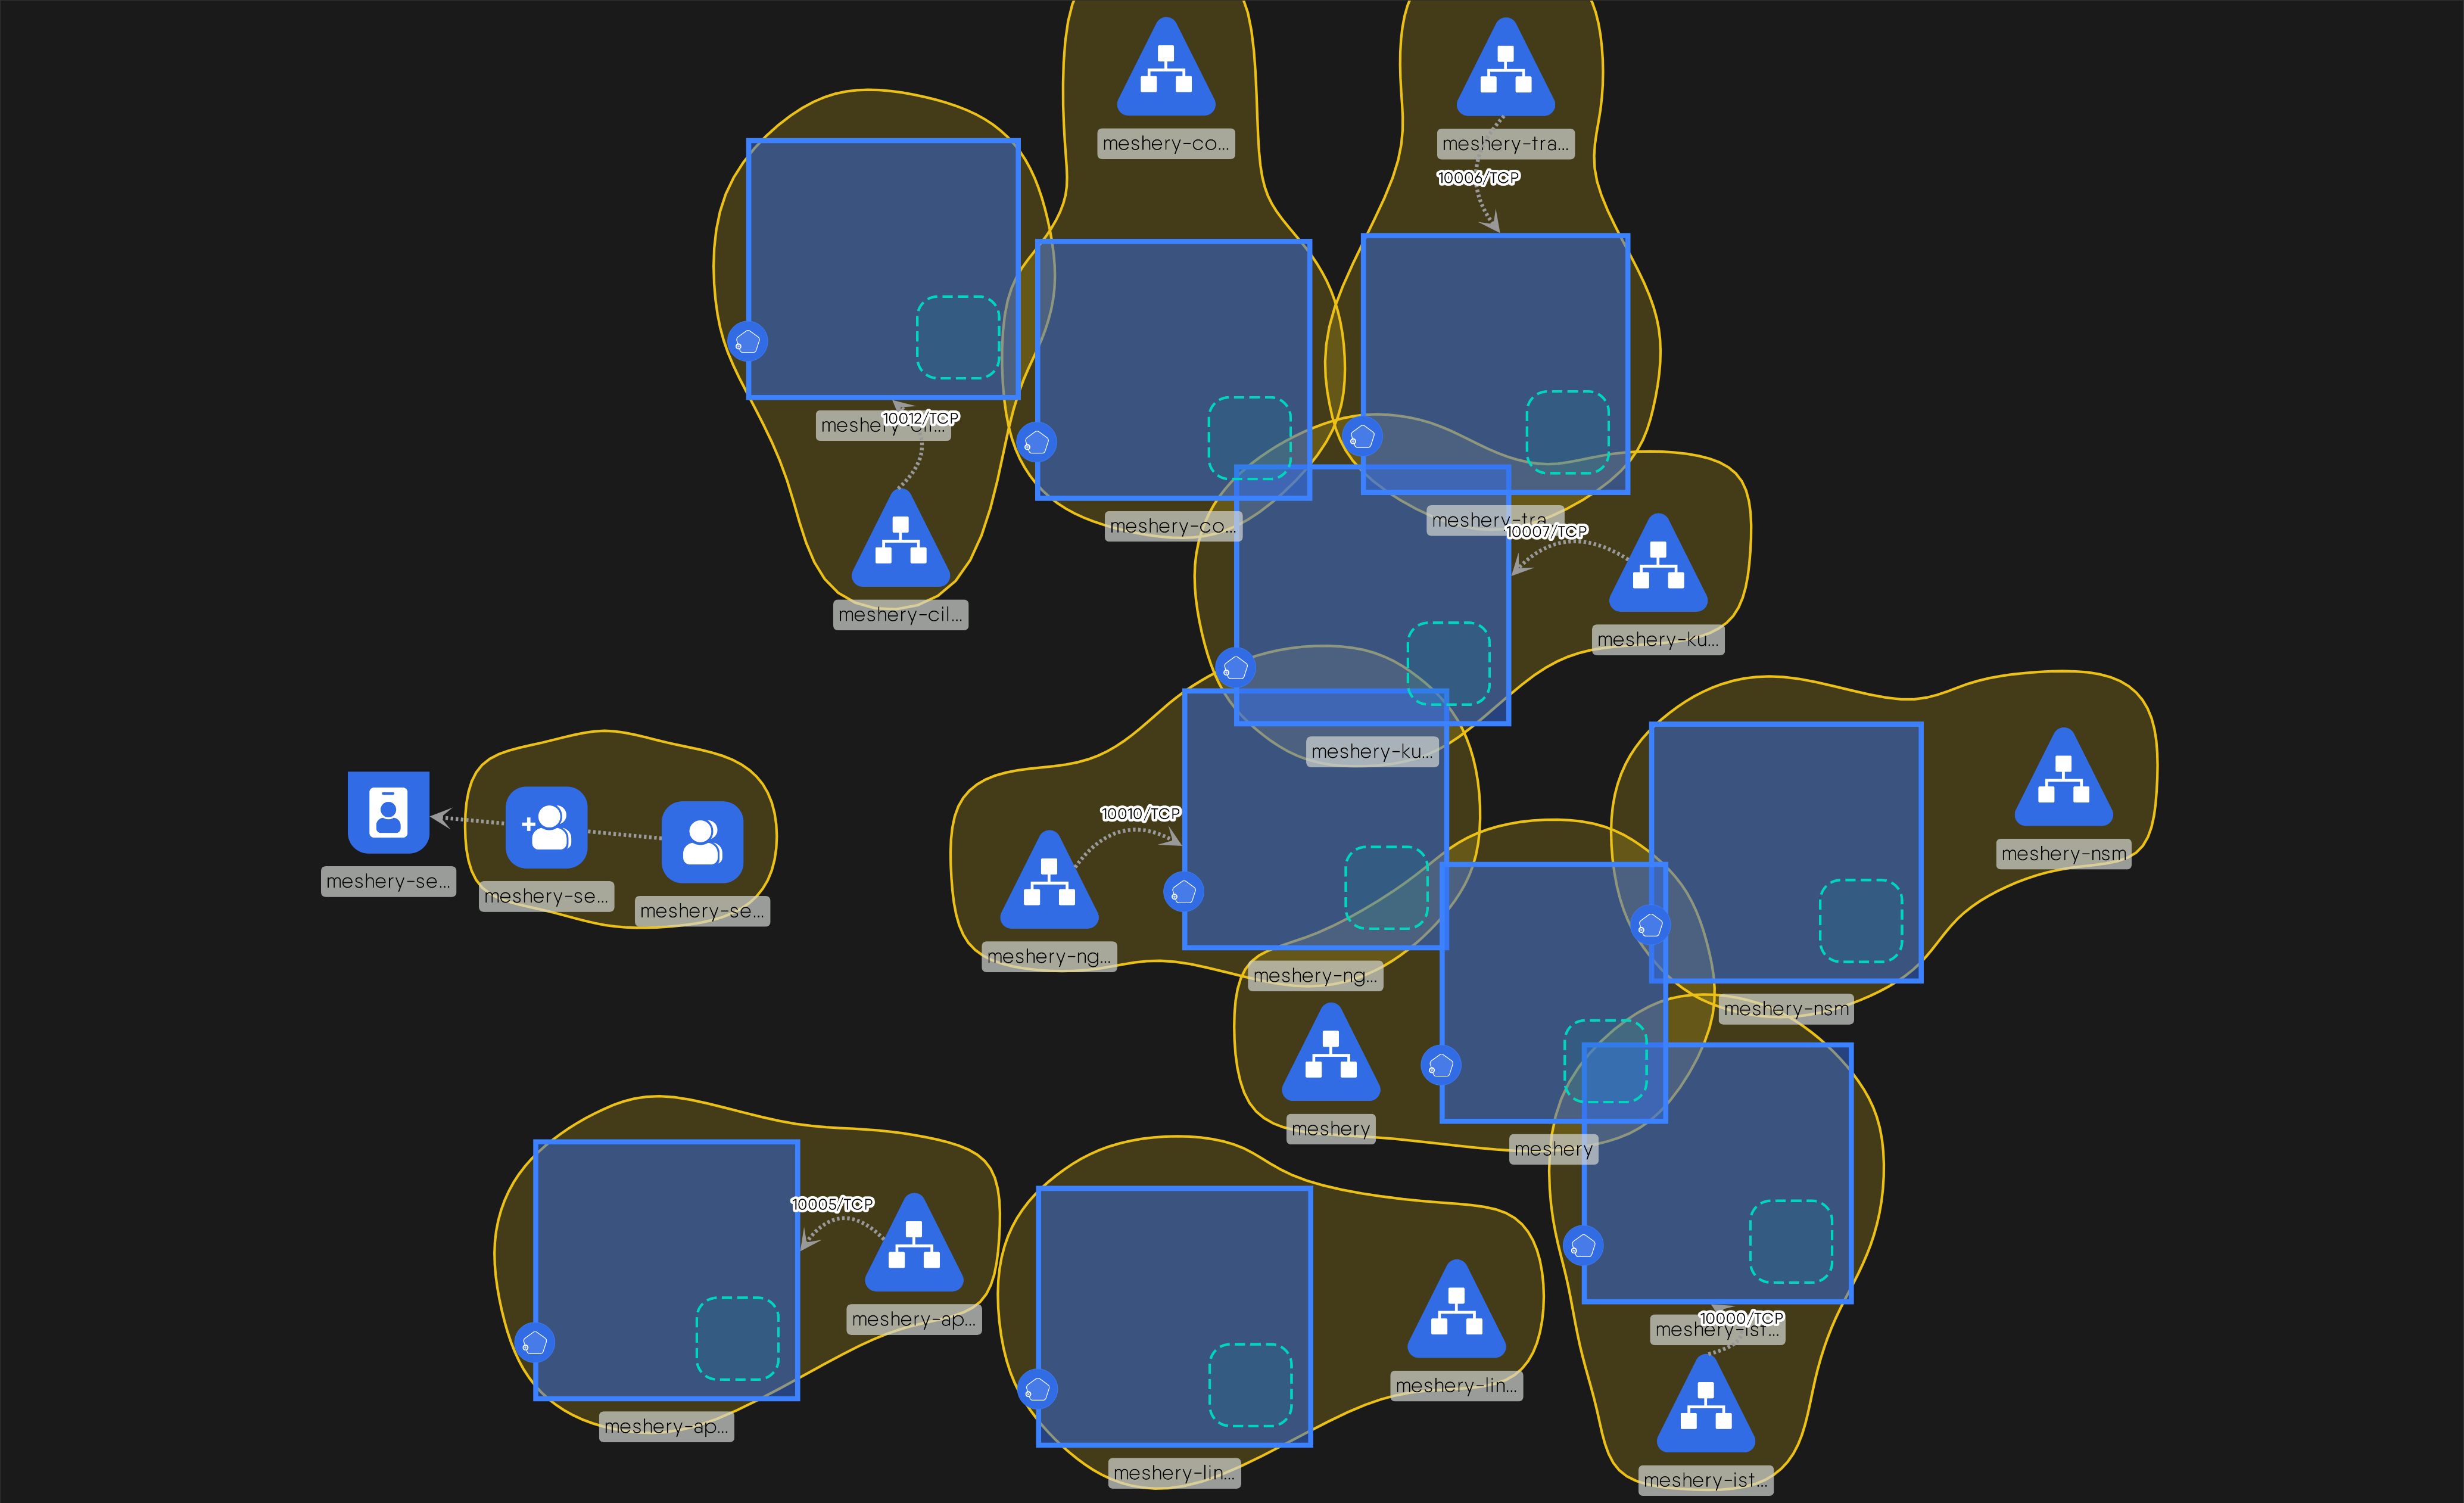 meshery-co...
meshery-tra...
10006/TCP
meshery-cil...
10012/TCP
meshery-co...
meshery-tra...
10007/TCP
meshery-cil...
meshery-ku...
meshery-ku...
10010/TCP
meshery-nsm
meshery-se...
meshery-se...
meshery-se...
meshery-ng...
meshery-ng...
meshery-nsm
meshery
meshery
10005/TCP
meshery-ap...
10000/TCP
meshery-ist...
meshery-lin...
meshery-ap...
meshery-lin...
meshery-ist...